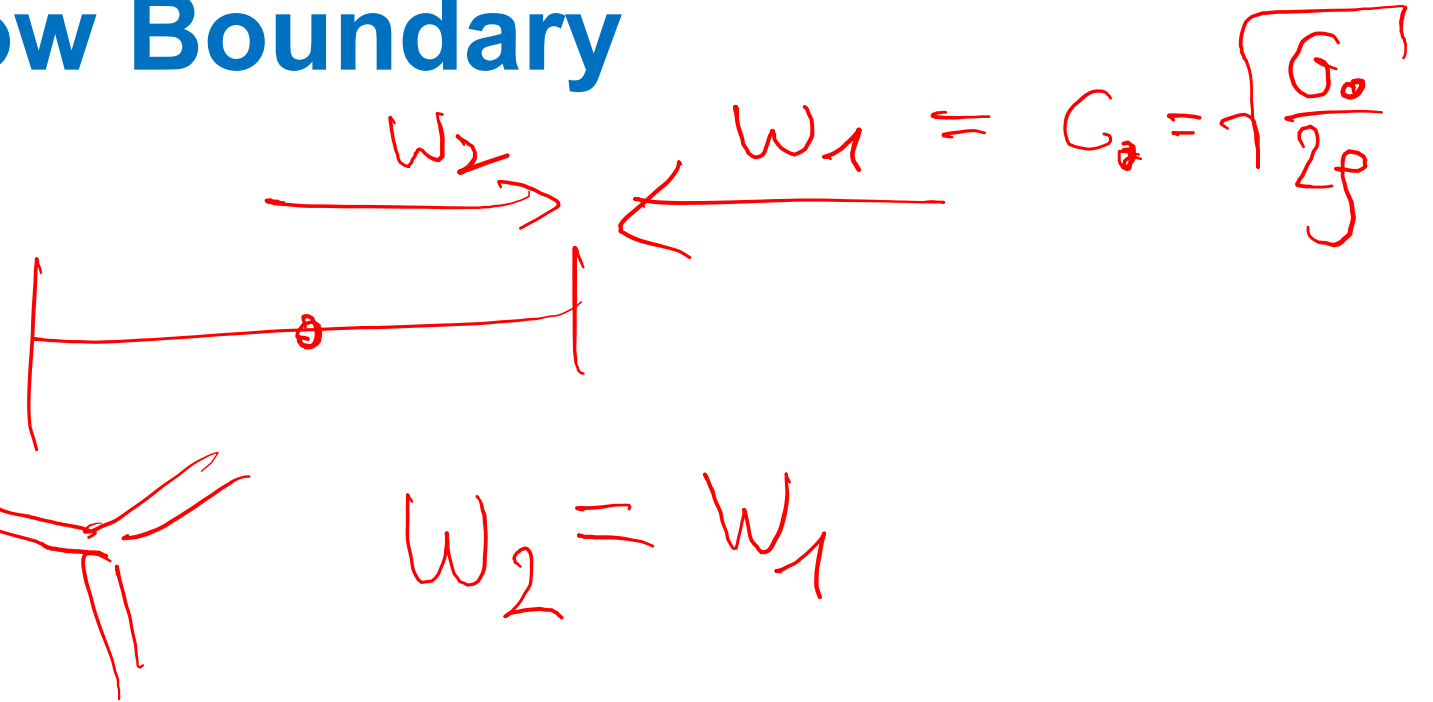 ow Boundary
W2 W1 = C0 = √(G0/2ρ)
W2 = W1